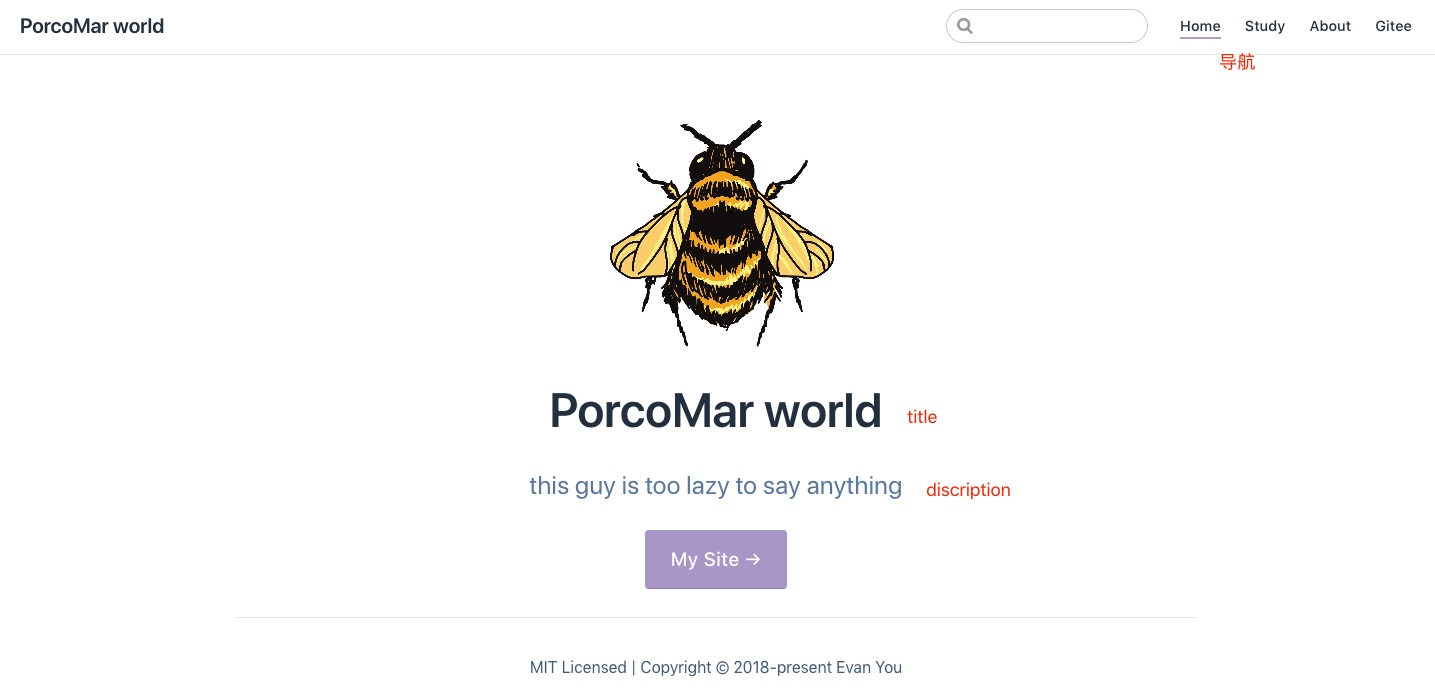 PorcoMar world
Home Study About Gitee
导航
PorcoMar world title
this guy is too lazy to say anything discription
My Site →
MIT Licensed | Copyright © 2018-present Evan You